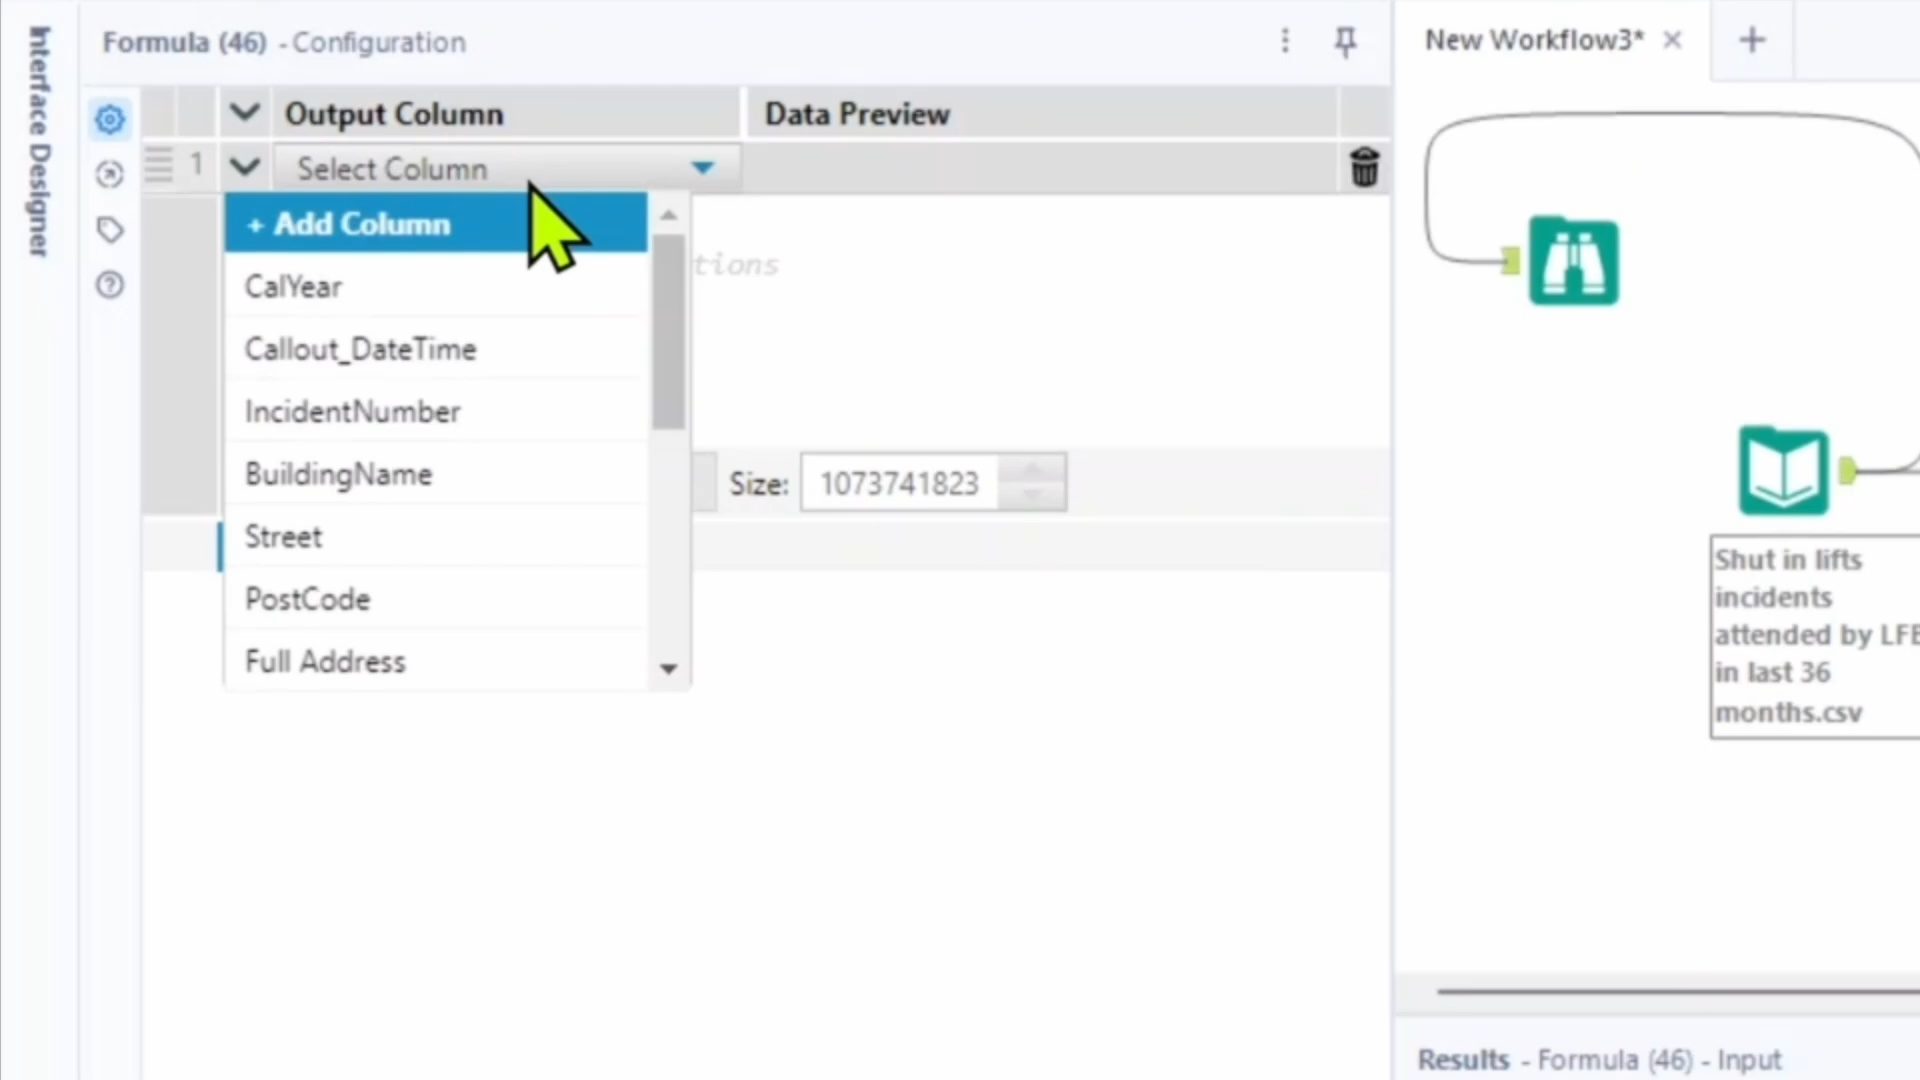 Interface Designer
Formula (46) - Configuration
Output Column
Data Preview
1
Select Column
+ Add Column
tions
CalYear
Callout_DateTime
IncidentNumber
BuildingName
Street
PostCode
Full Address
Size: 1073741823
New Workflow3*
Shut in lifts
incidents
attended by LFB
in last 36
months.csv
Results - Formula (46) - Input